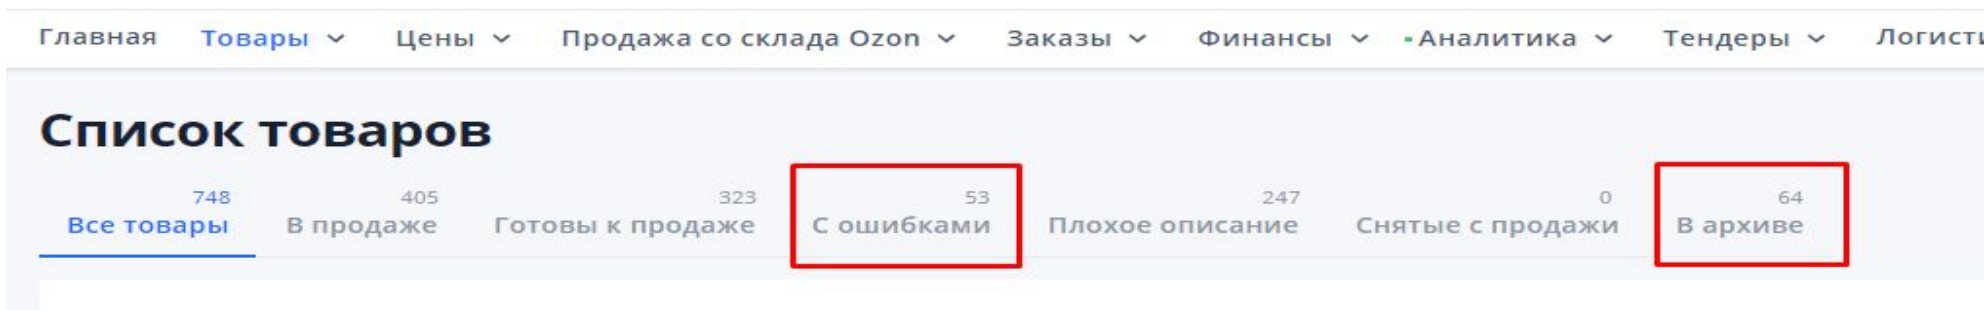 Главная Товары Цены Продажа со склада Ozon Заказы Финансы Аналитика Тендеры
Список товаров
748 405 323 53 247 0 64
Все товары В продаже Готовы к продаже С ошибками Плохое описание Снятые с продажи В архиве